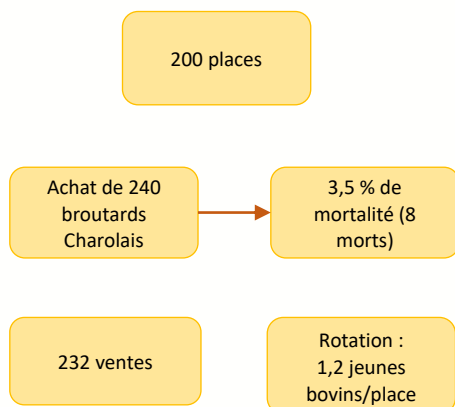 200 places
Achat de 240
broutards
Charolais
3,5 % de
mortalité (8
morts)
232 ventes
Rotation :
1,2 jeunes
bovins/place